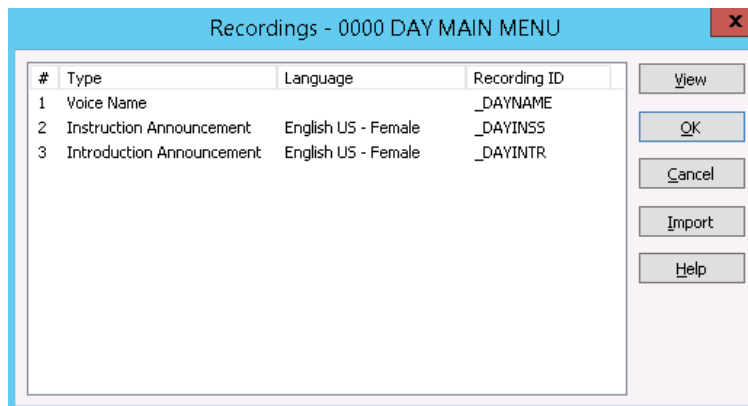 Recordings - 0000 DAY MAIN MENU
x
# Type Language Recording ID
1 Voice Name _DAYNAME
2 Instruction Announcement English US - Female _DAYINSS
3 Introduction Announcement English US - Female _DAYINTR
View
OK
Cancel
Import
Help